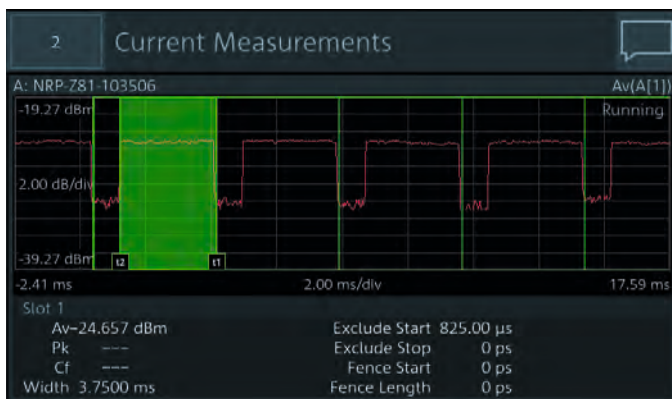 2 Current Measurements
A: NRP-Z81-103506 Av(A[1])
-19.27 dBm Running
2.00 dB/div
-39.27 dBm t2 t1
-2.41 ms 2.00 ms/div 17.59 ms
Slot 1
Av-24.657 dBm Exclude Start 825.00 µs
Pk --- Exclude Stop 0 ps
Cf --- Fence Start 0 ps
Width 3.7500 ms Fence Length 0 ps